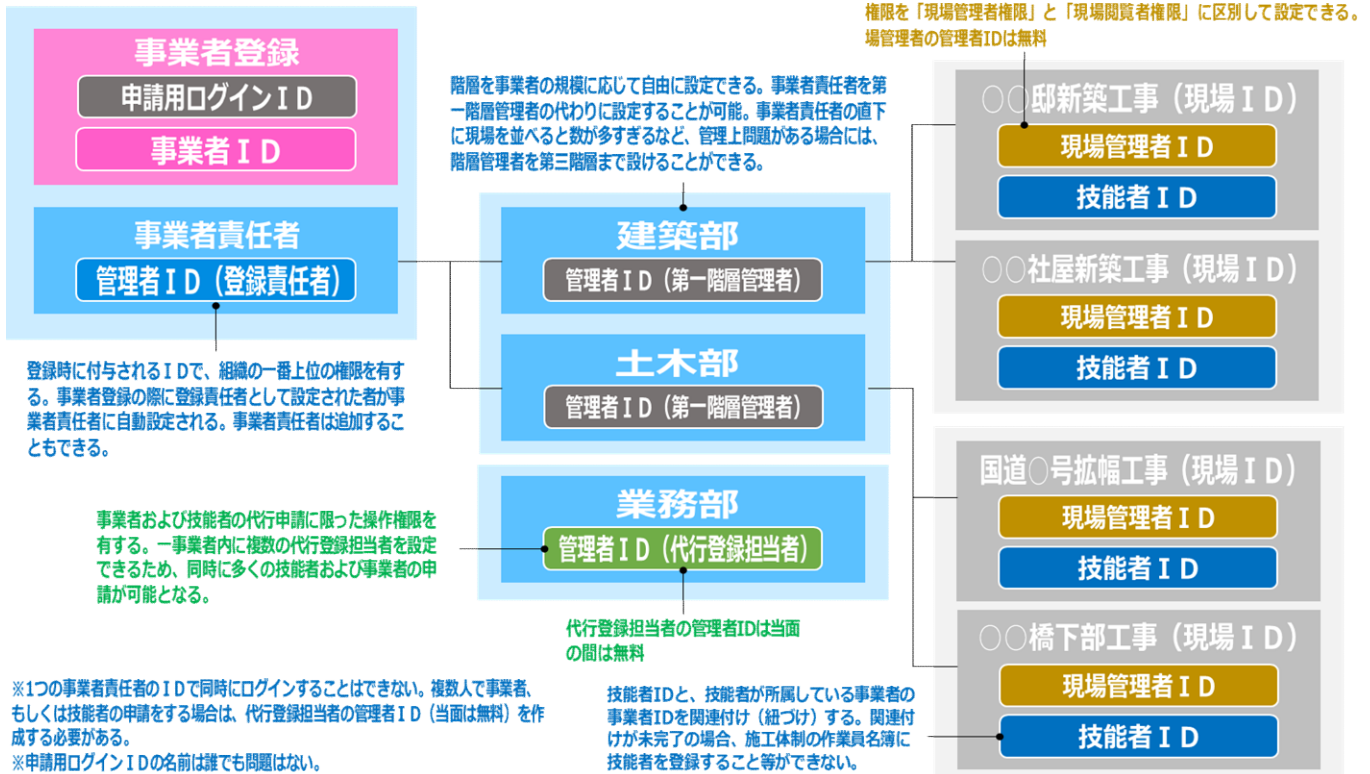 権限を「現場管理者権限」と「現場閲覧者権限」に区別して設定できる。
場管理者の管理者IDは無料
事業者登録
申請用ログインＩＤ
事業者ＩＤ
事業者責任者
管理者ＩＤ（登録責任者）
登録時に付与されるＩＤで、組織の一番上位の権限を有す
る。事業者登録の際に登録責任者として設定された者が事
業者責任者に自動設定される。事業者責任者は追加するこ
ともできる。
階層を事業者の規模に応じて自由に設定できる。事業者責任者を第
一階層管理者の代わりに設定することが可能。事業者責任者の直下
に現場を並べると数が多すぎるなど、管理上問題がある場合には、
階層管理者を第三階層まで設けることができる。
建築部
管理者ＩＤ（第一階層管理者）
土木部
管理者ＩＤ（第一階層管理者）
業務部
管理者ＩＤ（代行登録担当者）
事業者および技能者の代行申請に限った操作権限を
有する。一事業者内に複数の代行登録担当者を設定
できるため、同時に多くの技能者および事業者の申
請が可能となる。
代行登録担当者の管理者IDは当面
の間は無料
○○邸新築工事（現場ＩＤ）
現場管理者ＩＤ
技能者ＩＤ
○○社屋新築工事（現場ＩＤ）
現場管理者ＩＤ
技能者ＩＤ
国道○号拡幅工事（現場ＩＤ）
現場管理者ＩＤ
技能者ＩＤ
○○橋下部工事（現場ＩＤ）
現場管理者ＩＤ
技能者ＩＤ
技能者IDと、技能者が所属している事業者の
事業者IDを関連付け（紐づけ）する。関連付
けが未完了の場合、施工体制の作業員名簿に
技能者を登録すること等ができない。
※1つの事業者責任者のＩＤで同時にログインすることはできない。複数人で事業者、
もしくは技能者の申請をする場合は、代行登録担当者の管理者ＩＤ（当面は無料）を作
成する必要がある。
※申請用ログインＩＤの名前は誰でも問題はない。